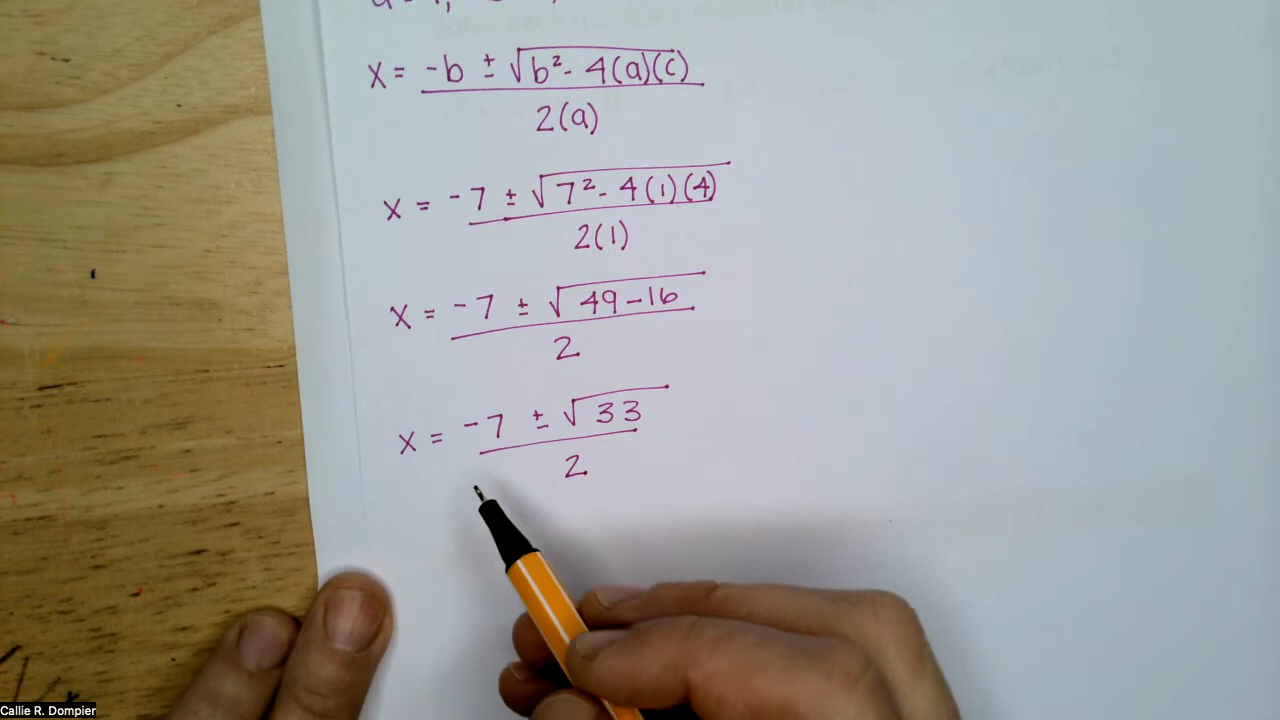 x = -b ± √b² - 4(a)(c)
2(a)
x = -7 ± √7² - 4(1)(4)
2(1)
x = -7 ± √49-16
2
x = -7 ± √33
2
Callie R. Dompier